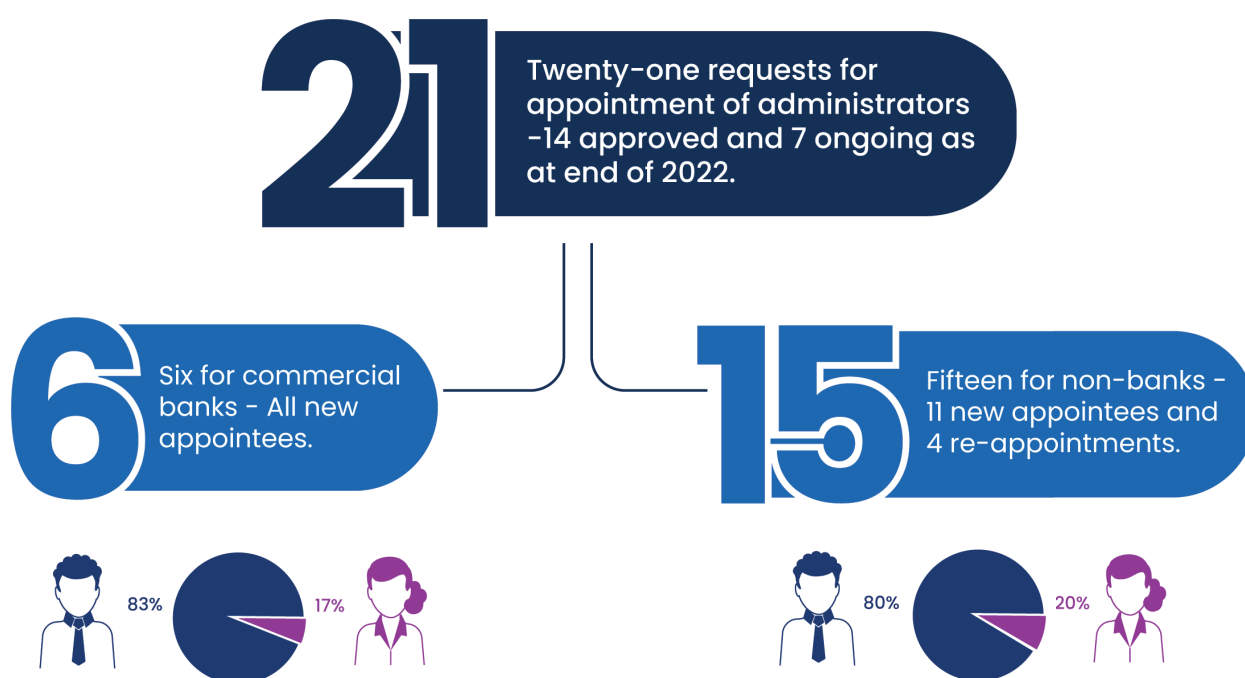 21
Twenty-one requests for
appointment of administrators
-14 approved and 7 ongoing as
at end of 2022.
6
Six for commercial
banks - All new
appointees.
15
Fifteen for non-banks -
11 new appointees and
4 re-appointments.
83%
17%
80%
20%